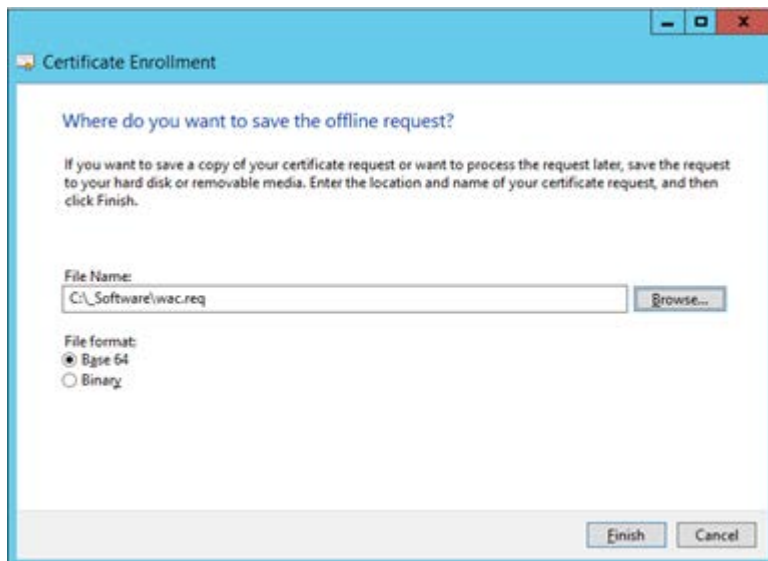 Certificate Enrollment
Where do you want to save the offline request?
If you want to save a copy of your certificate request or want to process the request later, save the request
to your hard disk or removable media. Enter the location and name of your certificate request, and then
click Finish.
File Name:
C:\_Software\wac.req
Browse...
File format:
Base 64
Binary
Finish
Cancel